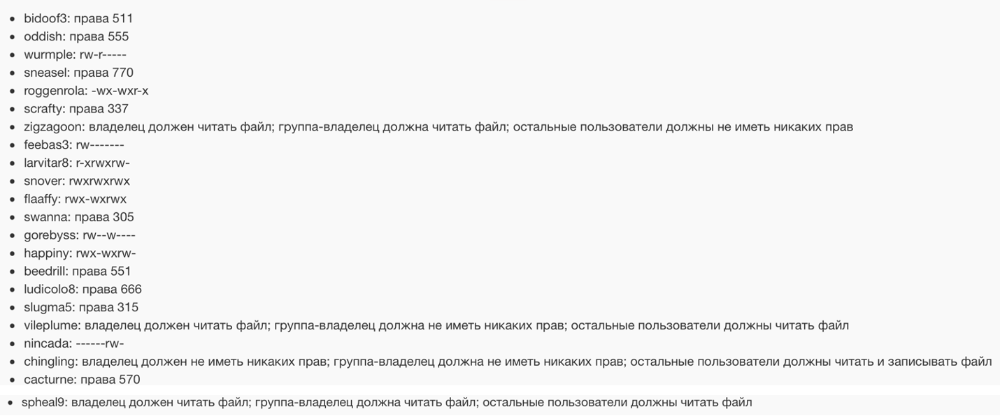 • bidoof3: права 511
• oddish: права 555
• wurmple: rw-r-----
• sneasel: права 770
• roggenrola: -wx-wxr-x
• scrafty: права 337
• zigzagoon: владелец должен читать файл; группа-владелец должна читать файл; остальные пользователи должны не иметь никаких прав
• feebas3: rw-------
• larvitar8: r-xrwxrw-
• snover: rwxrwxrwx
• flaaffy: rwx-wxrwx
• swanna: права 305
• gorebyss: rw--w----
• happiny: rwx-wxrw-
• beedrill: права 551
• ludicolo8: права 666
• slugma5: права 315
• vileplume: владелец должен читать файл; группа-владелец должна не иметь никаких прав; остальные пользователи должны читать файл
• nincada: ------rw-
• chingling: владелец должен не иметь никаких прав; группа-владелец должна не иметь никаких прав; остальные пользователи должны читать и записывать файл
• cacturne: права 570
• spheal9: владелец должен читать файл; группа-владелец должна читать файл; остальные пользователи должны читать файл